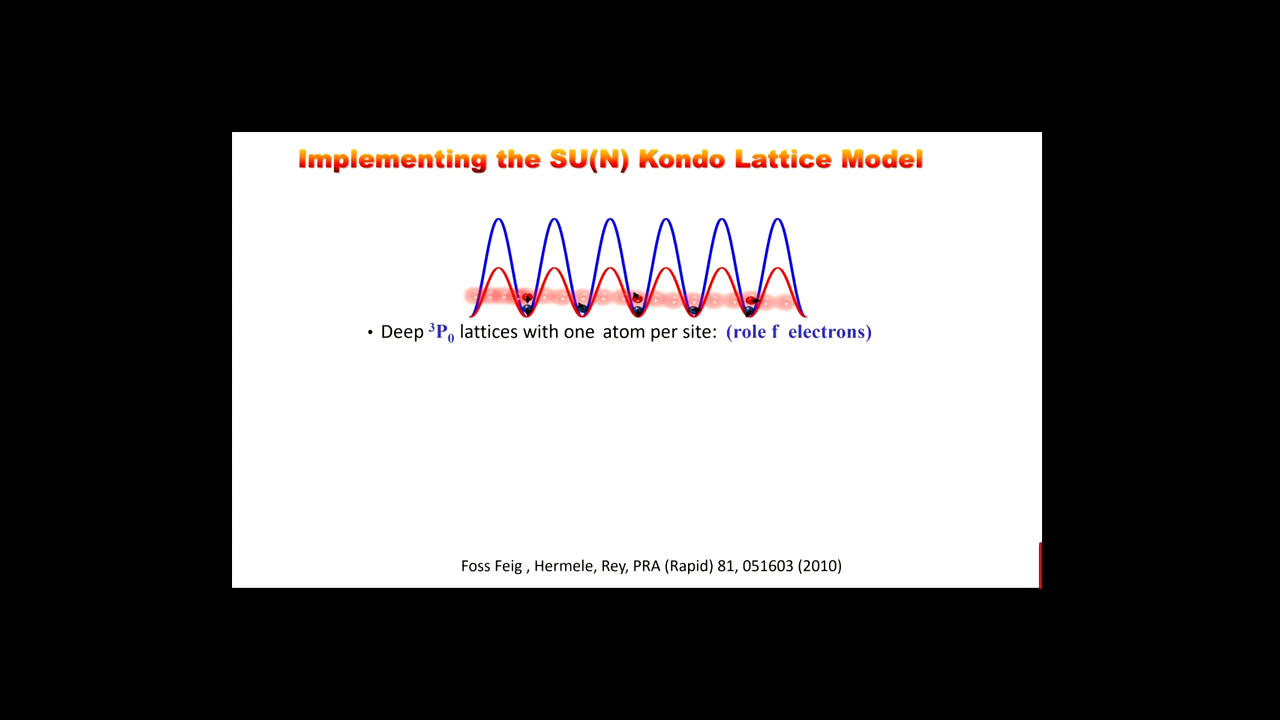 Implementing the SU(N) Kondo Lattice Model
• Deep ³P₀ lattices with one atom per site: (role f electrons)
Foss Feig , Hermele, Rey, PRA (Rapid) 81, 051603 (2010)